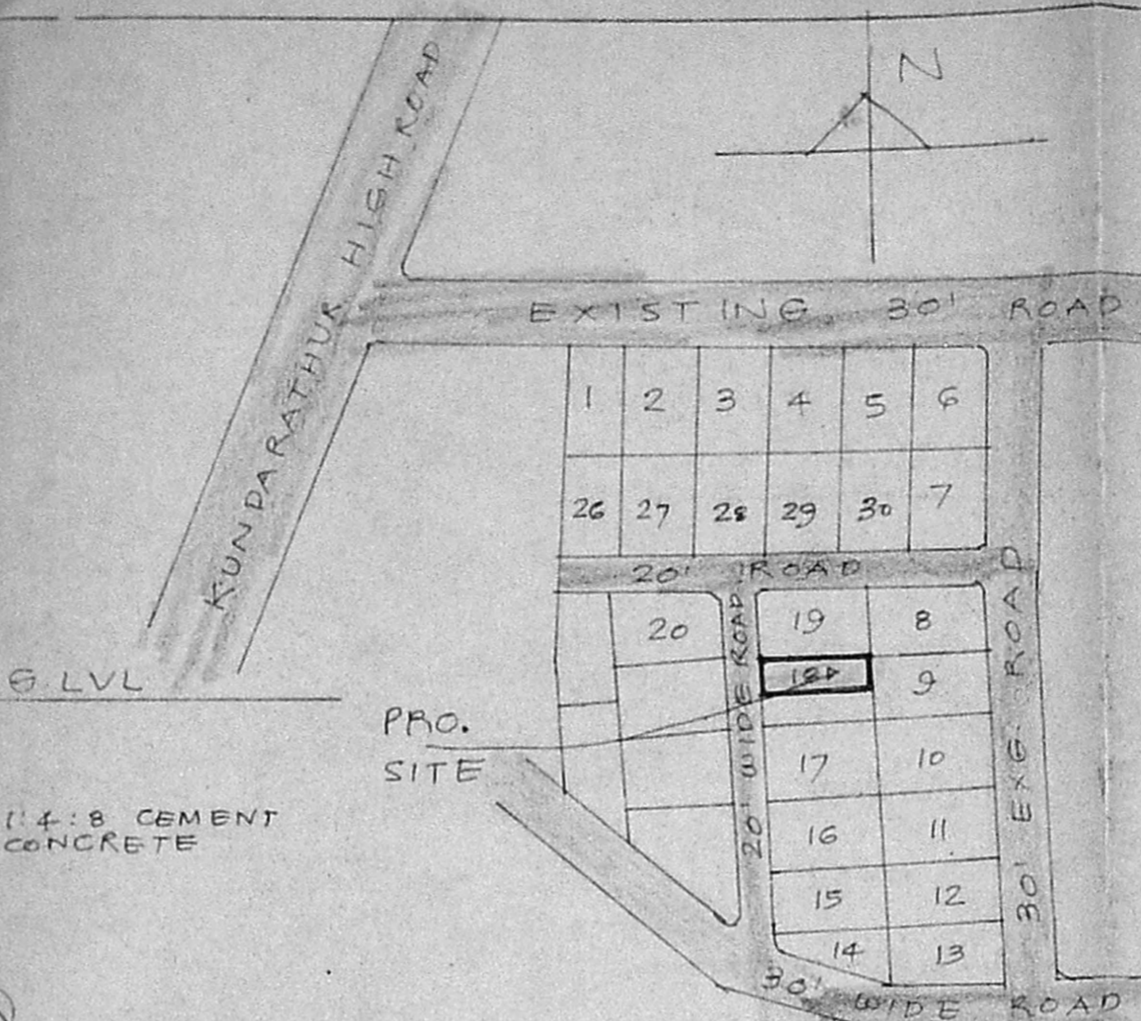 N
KUNDARATHUR HIGH ROAD
EXISTING 30' ROAD
1 2 3 4 5 6
26 27 28 29 30 7
20' ROAD
20 19 8
18A 9
17 10
16 11
15 12
14 13
20' WIDE ROAD
30' EXG. ROAD
30' WIDE ROAD
G. LVL
PRO.
SITE
1:4:8 CEMENT
CONCRETE